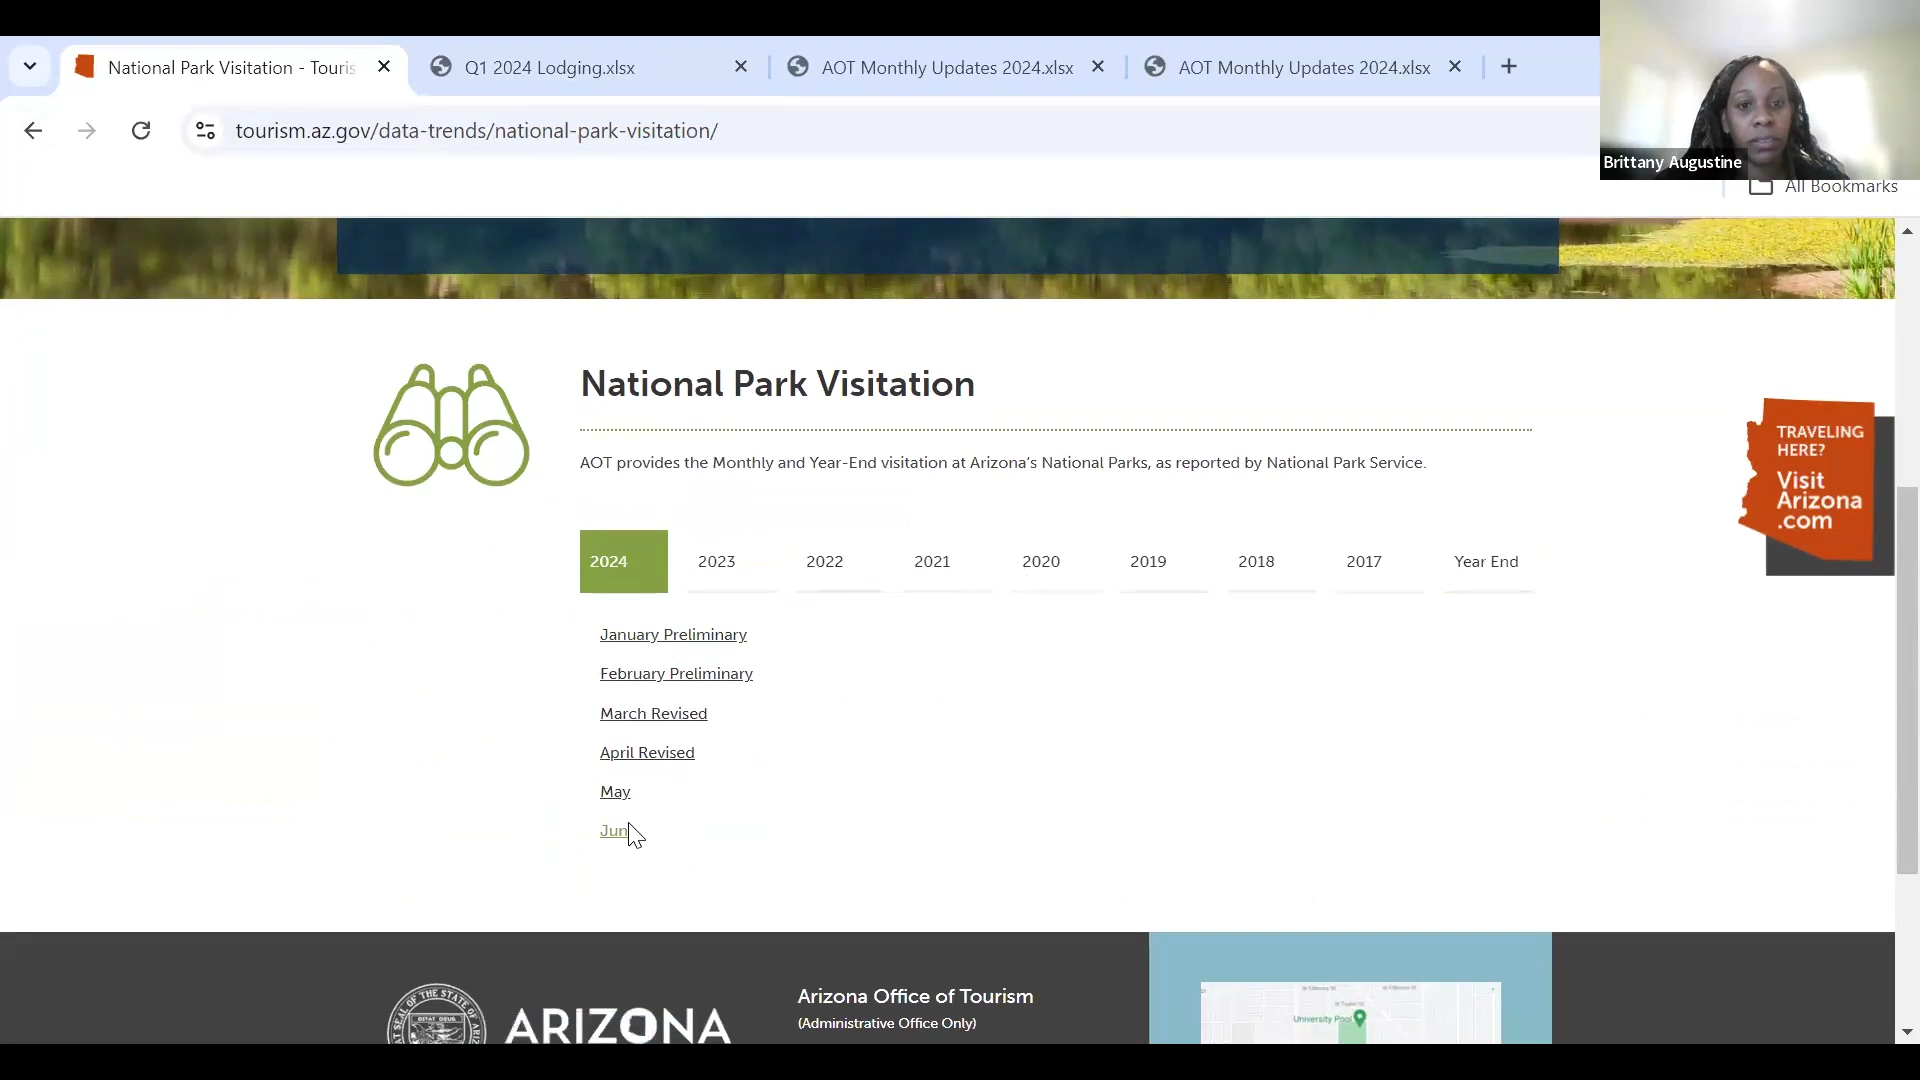 National Park Visitation - Touris
Q1 2024 Lodging.xlsx
AOT Monthly Updates 2024.xlsx
AOT Monthly Updates 2024.xlsx
tourism.az.gov/data-trends/national-park-visitation/
Brittany Augustine
All Bookmarks
National Park Visitation
AOT provides the Monthly and Year-End visitation at Arizona’s National Parks, as reported by National Park Service.
TRAVELING
HERE?
Visit
Arizona
.com
2024
2023
2022
2021
2020
2019
2018
2017
Year End
January Preliminary
February Preliminary
March Revised
April Revised
May
Jun
ARIZONA
Arizona Office of Tourism
(Administrative Office Only)
University Pool